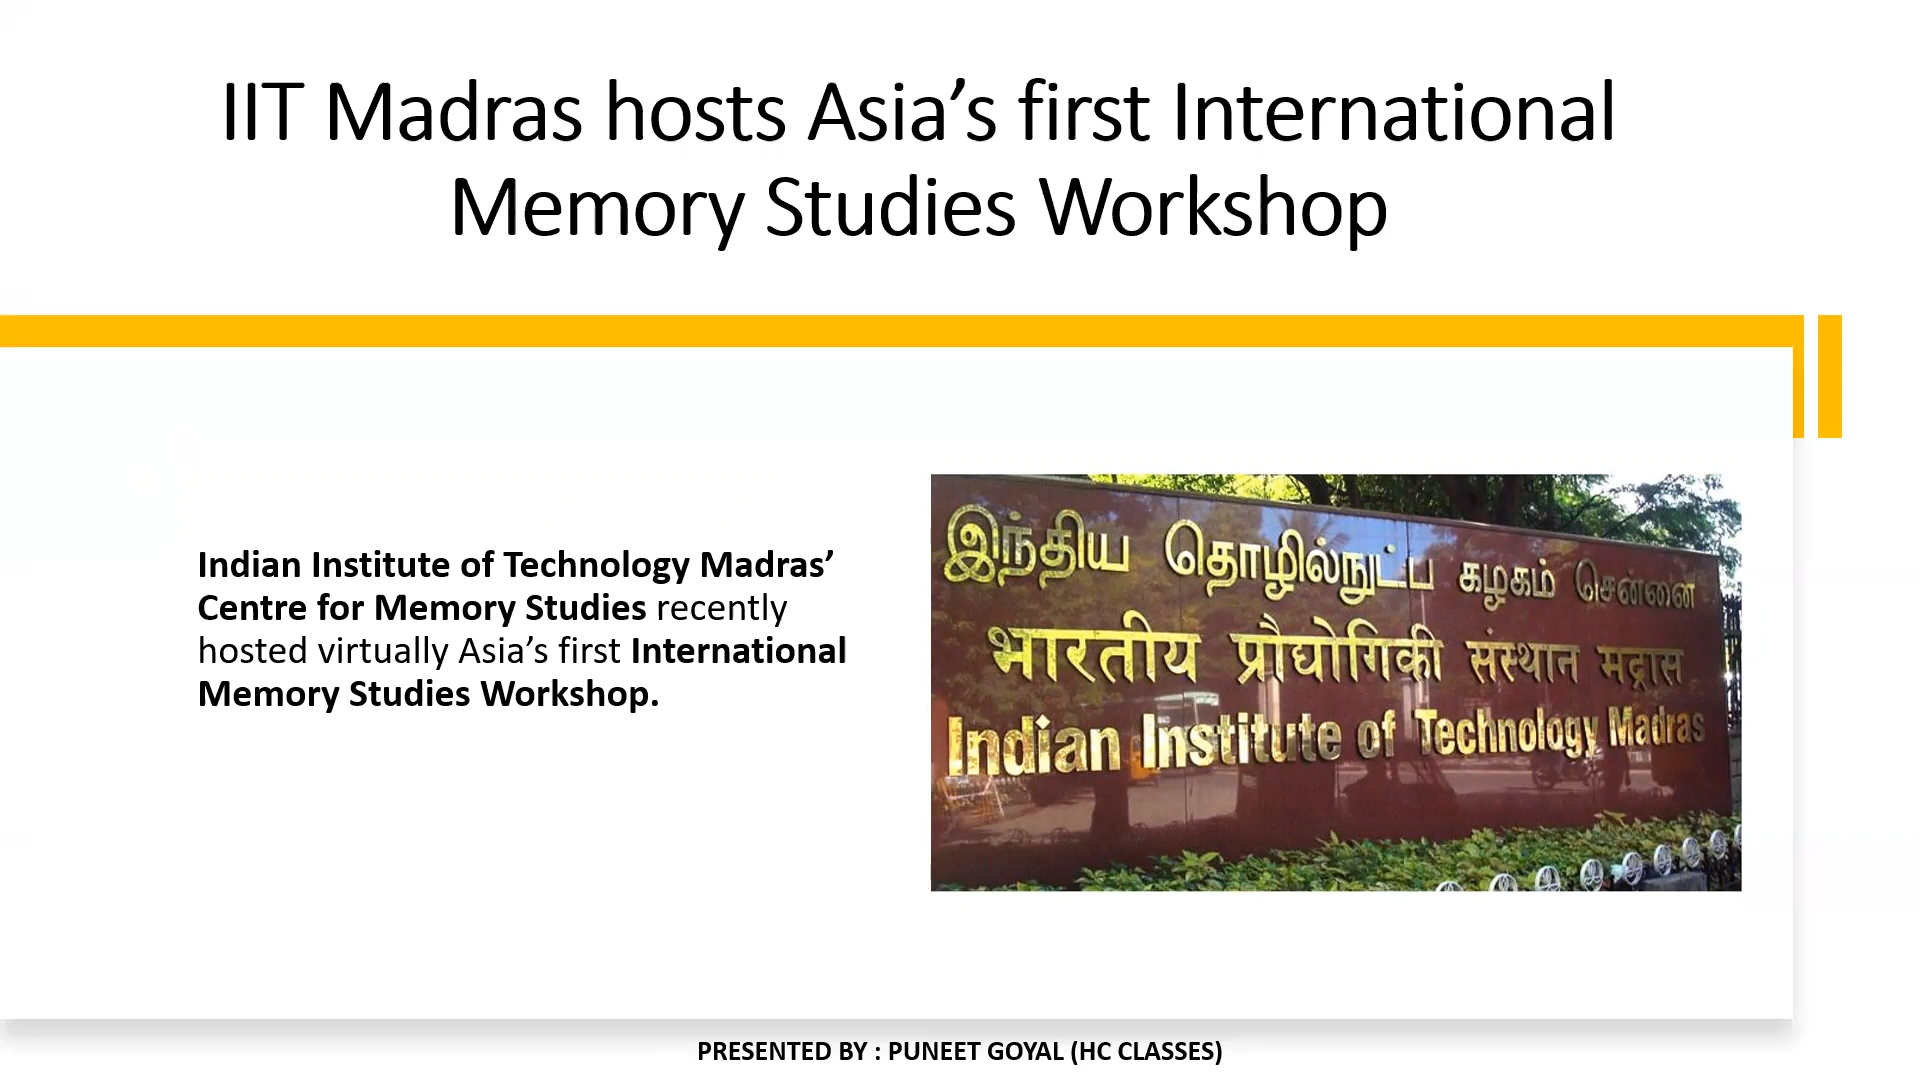 IIT Madras hosts Asia’s first International
Memory Studies Workshop
Indian Institute of Technology Madras’
Centre for Memory Studies recently
hosted virtually Asia’s first International
Memory Studies Workshop.
இந்திய தொழில்நுட்ப கழகம் சென்னை
भारतीय प्रौद्योगिकी संस्थान मद्रास
Indian Institute of Technology Madras
PRESENTED BY : PUNEET GOYAL (HC CLASSES)